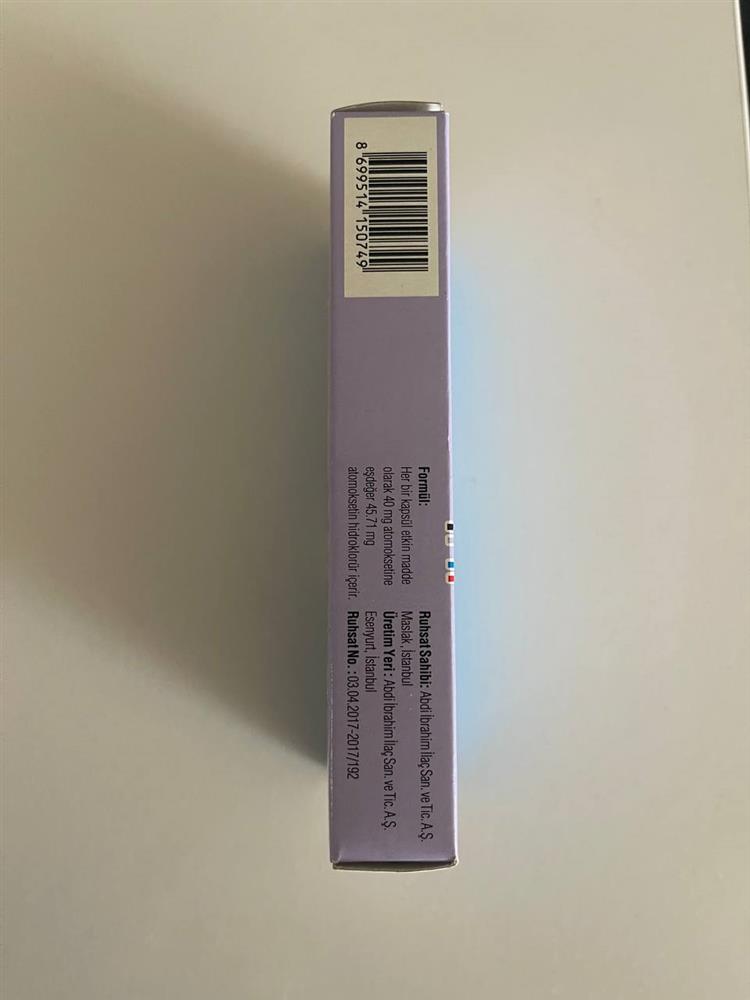 8 699514 150749
Formül:
Her bir kapsül etkin madde
olarak 40 mg atomoksetine
eşdeğer 45.71 mg
atomoksetin hidroklorür içerir.
Ruhsat Sahibi: Abdi İbrahim İlaç San. ve Tic. A.Ş.
Maslak, İstanbul
Üretim Yeri : Abdi İbrahim İlaç San. ve Tic. A.Ş.
Esenyurt, İstanbul
Ruhsat No. : 03.04.2017-2017/192